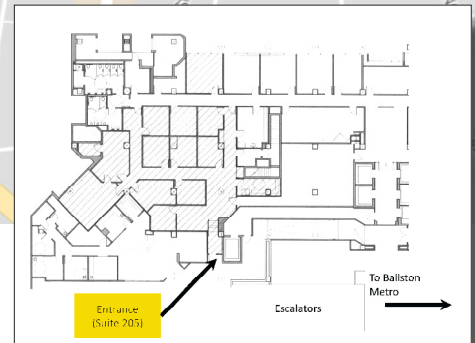 Entrance
(Suite 205)
Escalators
To Ballston
Metro